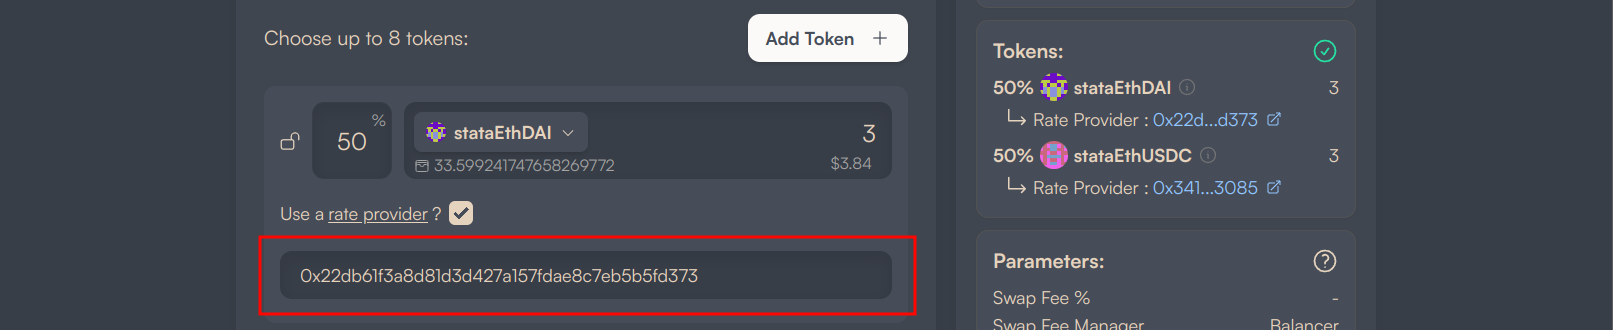 Choose up to 8 tokens:
Add Token +
50 %
stataEthDAI
3
33.599241747658269772
$3.84
Use a rate provider ?
0x22db61f3a8d81d3d427a157fdae8c7eb5b5fd373
Tokens:
50% stataEthDAI 3
Rate Provider : 0x22d...d373
50% stataEthUSDC 3
Rate Provider : 0x341...3085
Parameters:
Swap Fee % -
Swap Fee Manager Balancer